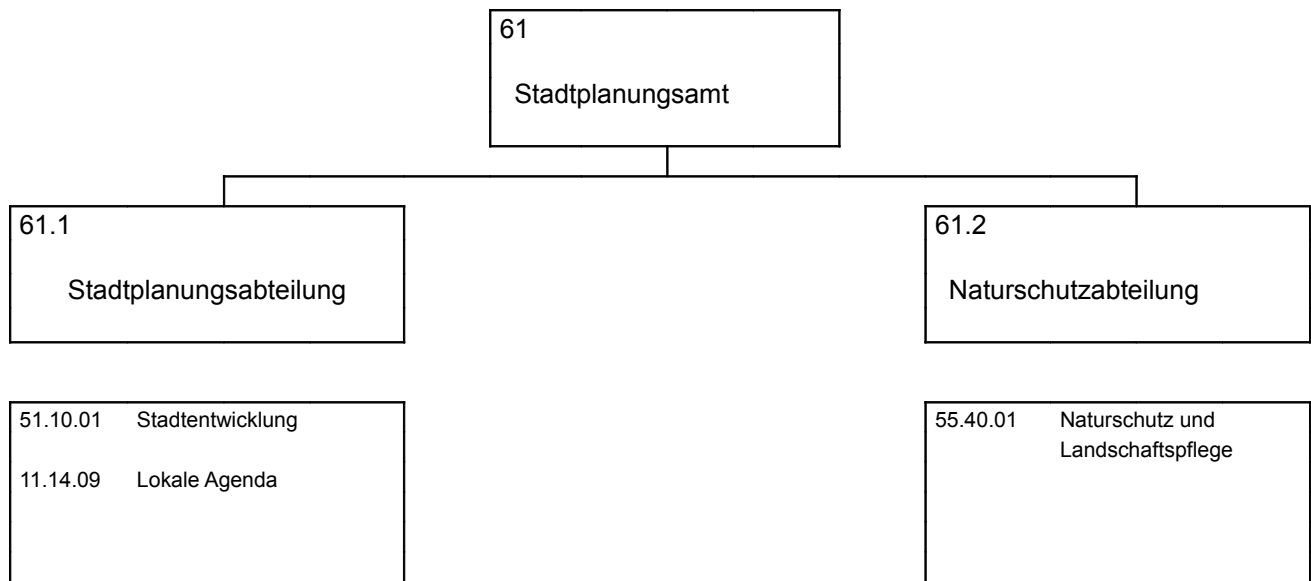 61
Stadtplanungsamt
61.1
Stadtplanungsabteilung
61.2
Naturschutzabteilung
51.10.01 Stadtentwicklung
11.14.09 Lokale Agenda
55.40.01 Naturschutz und
Landschaftspflege